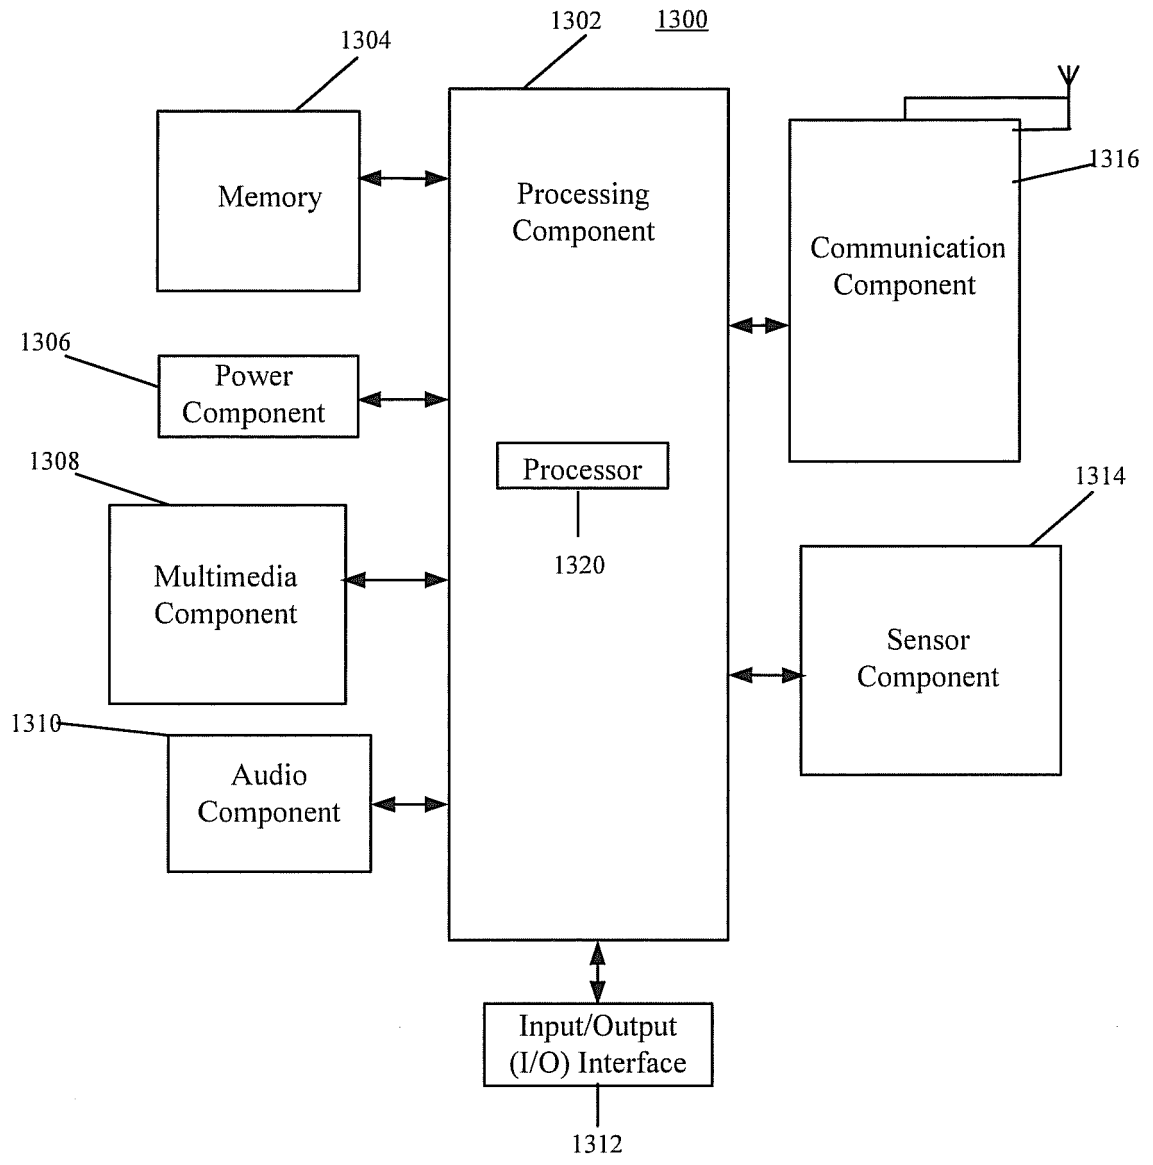 1302
1300
1304
Memory
Processing
Component
1316
Communication
Component
1306
Power
Component
1308
Processor
1320
1314
Multimedia
Component
Sensor
Component
1310
Audio
Component
Input/Output
(I/O) Interface
1312